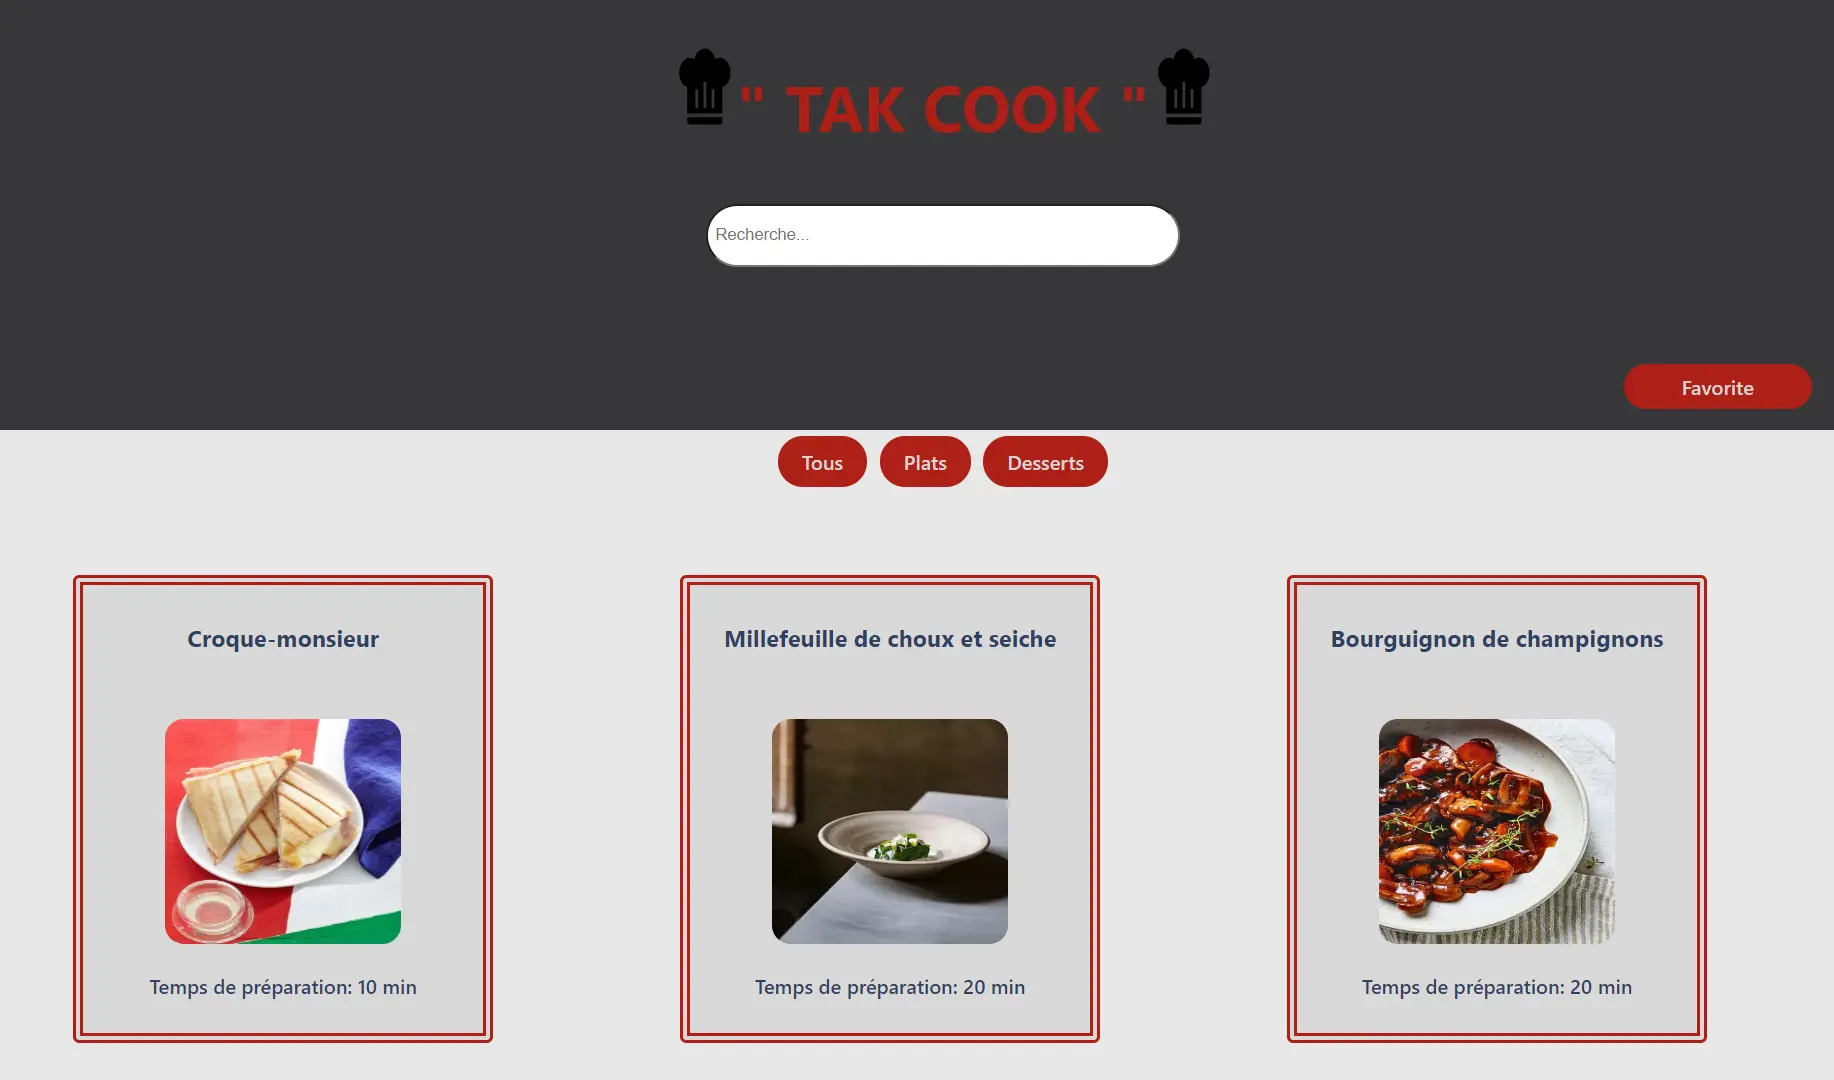 " TAK COOK "
Recherche...
Favorite
Tous
Plats
Desserts
Croque-monsieur
Millefeuille de choux et seiche
Bourguignon de champignons
Temps de préparation: 10 min
Temps de préparation: 20 min
Temps de préparation: 20 min